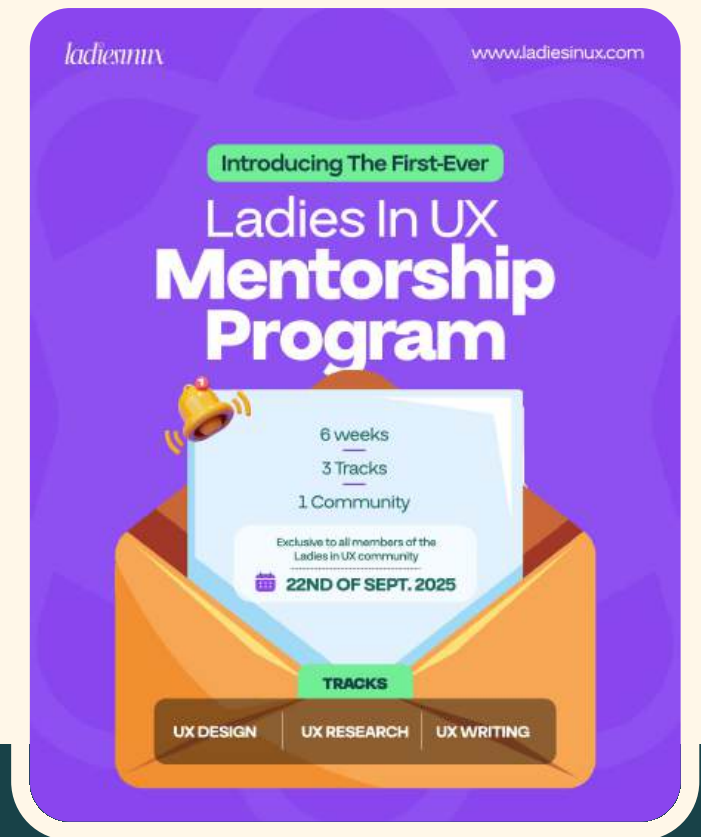 ladiesinux
www.ladiesinux.com
Introducing The First-Ever
Ladies In UX
Mentorship
Program
1
6 weeks
3 Tracks
1 Community
Exclusive to all members of the
Ladies in UX community
22ND OF SEPT. 2025
TRACKS
UX DESIGN
UX RESEARCH
UX WRITING